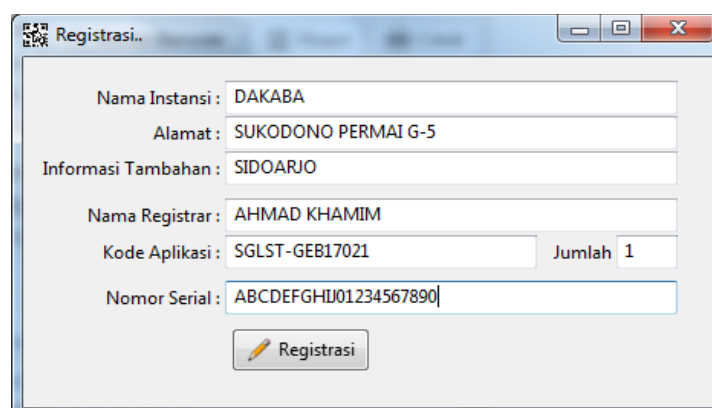 Registrasi..
Nama Instansi : DAKABA
Alamat : SUKODONO PERMAI G-5
Informasi Tambahan : SIDOARJO
Nama Registrar : AHMAD KHAMIM
Kode Aplikasi : SGLST-GEB17021 Jumlah 1
Nomor Serial : ABCDEFGHIJ01234567890
Registrasi